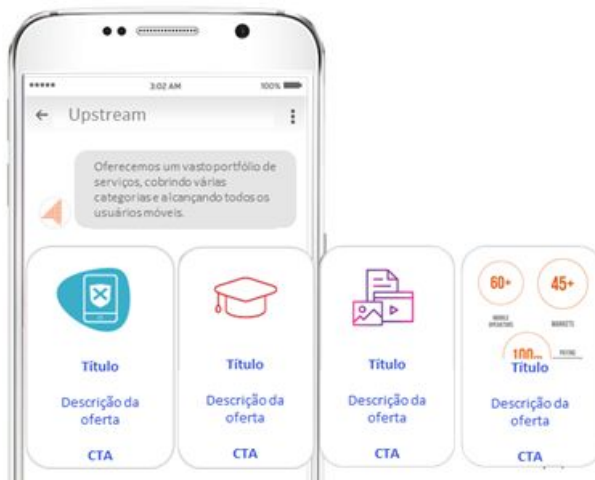 3:02 AM 100%
Upstream
Oferecemos um vasto portfólio de
serviços, cobrindo várias
categorias e alcançando todos os
usuários móveis.
Título
Descrição da
oferta
CTA
Título
Descrição da
oferta
CTA
Título
Descrição da
oferta
CTA
60+ 45+
MOBILE
OPERATORS
MARKETS
100...
Título
Descrição da
oferta
CTA